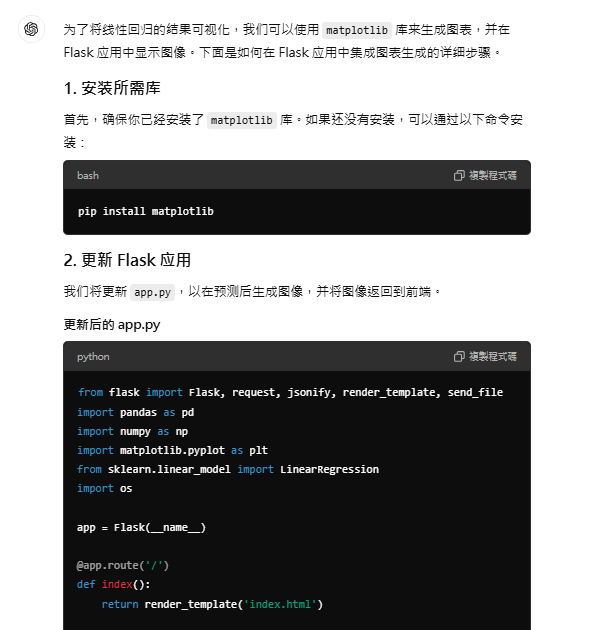 为了将线性回归的结果可视化，我们可以使用 matplotlib 库来生成图表，并在
Flask 应用中显示图像。下面是如何在 Flask 应用中集成图表生成的详细步骤。
1. 安装所需库
首先，确保你已经安装了 matplotlib 库。如果还没有安装，可以通过以下命令安
装：
bash
複製程式碼
pip install matplotlib
2. 更新 Flask 应用
我们将更新 app.py ，以在预测后生成图像，并将图像返回到前端。
更新后的 app.py
python
複製程式碼
from flask import Flask, request, jsonify, render_template, send_file
import pandas as pd
import numpy as np
import matplotlib.pyplot as plt
from sklearn.linear_model import LinearRegression
import os
app = Flask(__name__)
@app.route('/')
def index():
    return render_template('index.html')